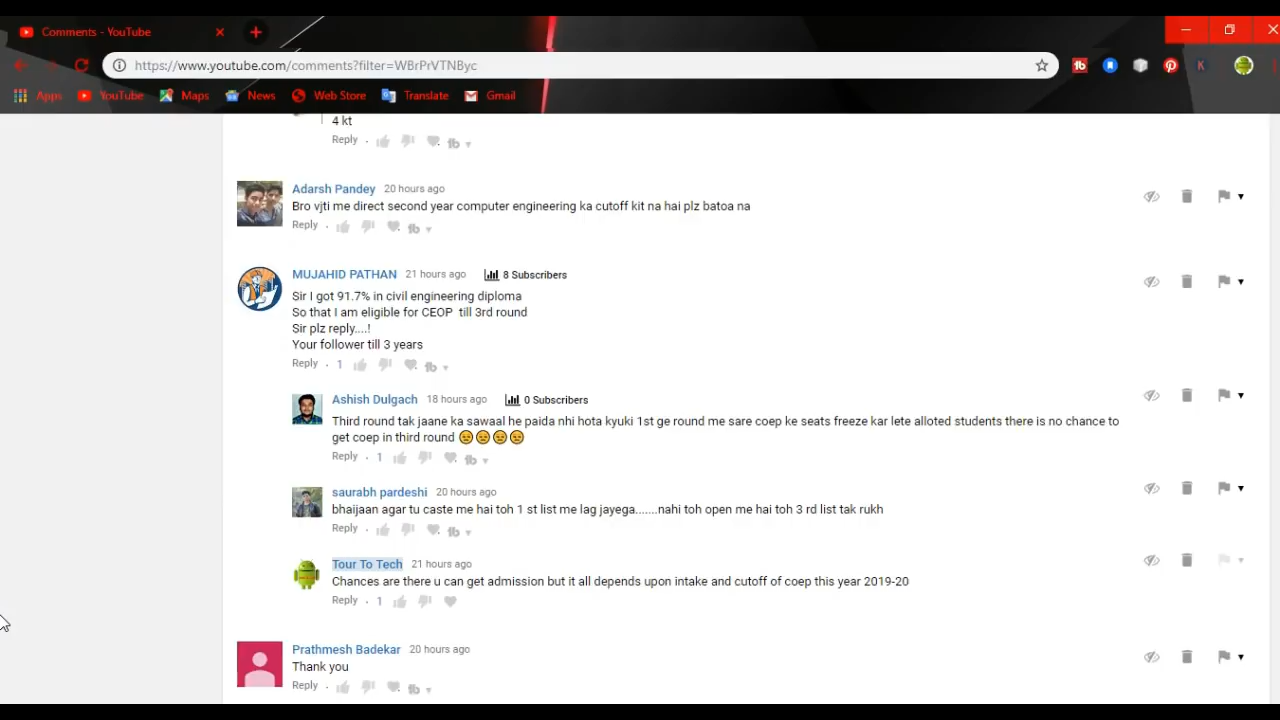 Comments - YouTube
https://www.youtube.com/comments?filter=WBrPrVTNByc
Apps YouTube Maps News Web Store Translate Gmail
4 kt
Reply
Adarsh Pandey 20 hours ago
Bro vjti me direct second year computer engineering ka cutoff kit na hai plz batoa na
Reply
MUJAHID PATHAN 21 hours ago 8 Subscribers
Sir I got 91.7% in civil engineering diploma
So that I am eligible for CEOP till 3rd round
Sir plz reply....!
Your follower till 3 years
Reply 1
Ashish Dulgach 18 hours ago 0 Subscribers
Third round tak jaane ka sawaal he paida nhi hota kyuki 1st ge round me sare coep ke seats freeze kar lete alloted students there is no chance to
get coep in third round 😔😔😔😔
Reply 1
saurabh pardeshi 20 hours ago
bhaijaan agar tu caste me hai toh 1 st list me lag jayega.......nahi toh open me hai toh 3 rd list tak rukh
Reply
Tour To Tech 21 hours ago
Chances are there u can get admission but it all depends upon intake and cutoff of coep this year 2019-20
Reply 1
Prathmesh Badekar 20 hours ago
Thank you
Reply